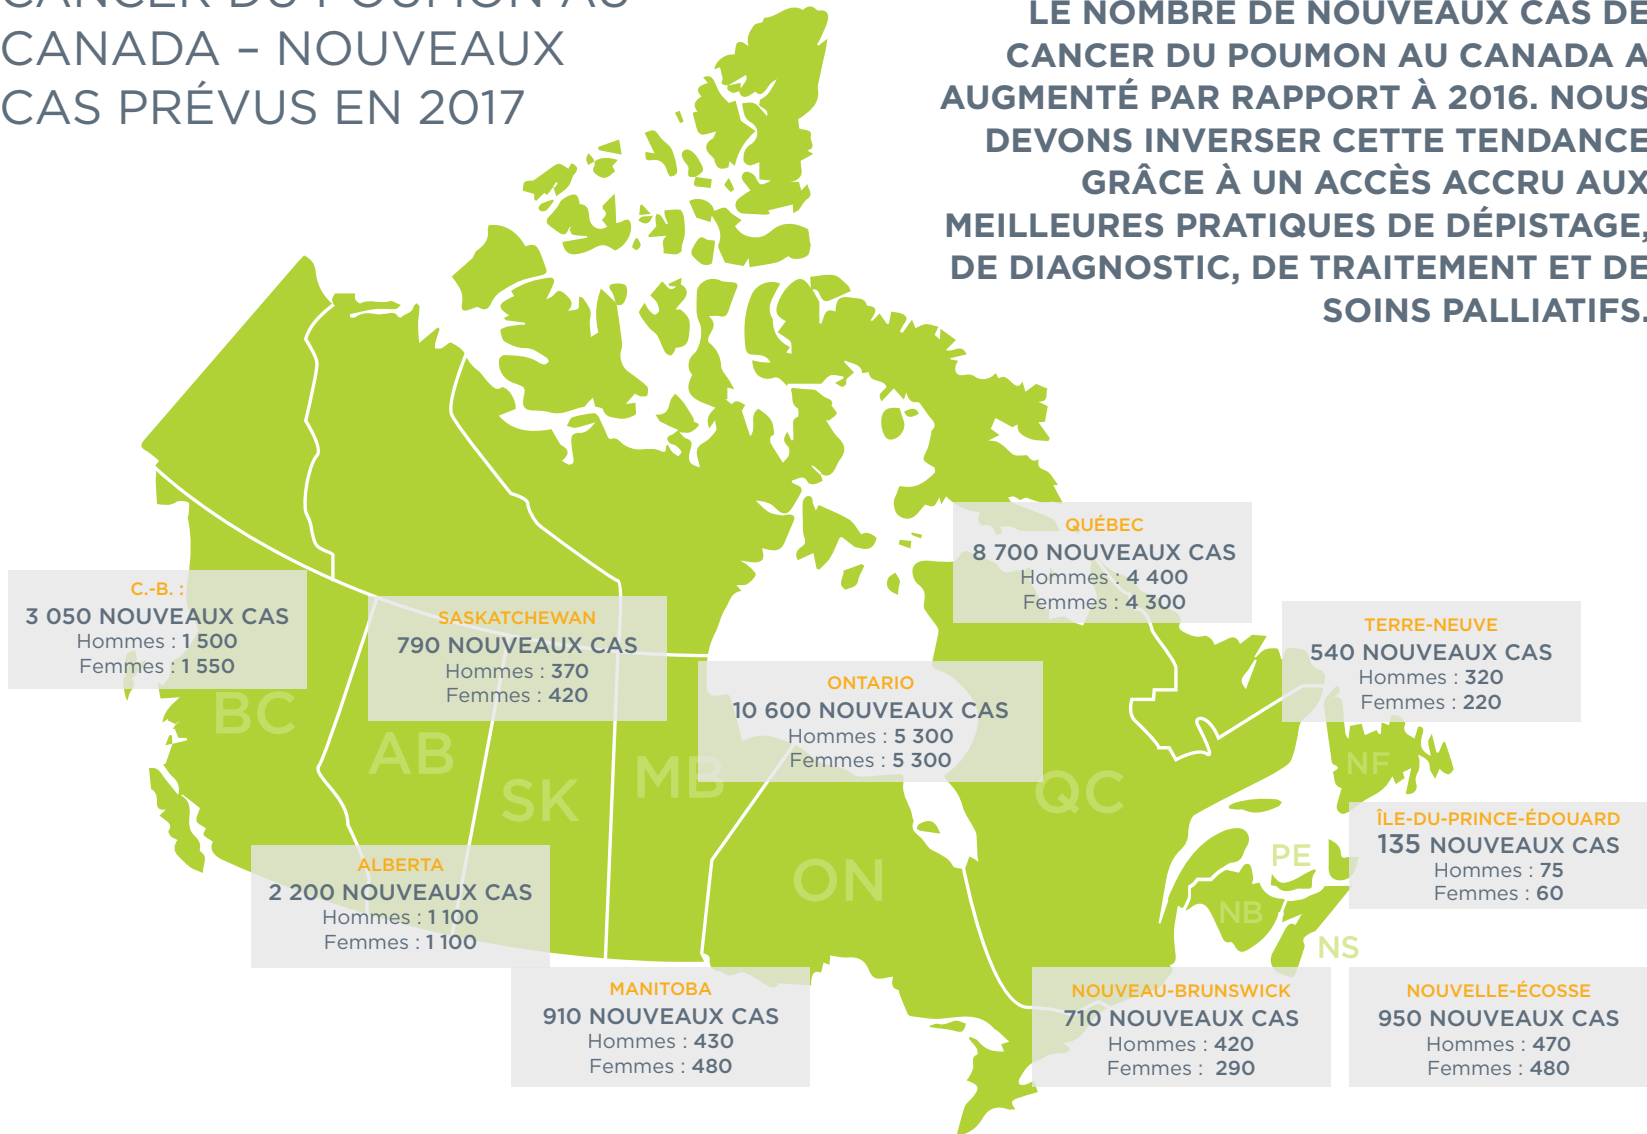 CANCER DU POUMON AU
CANADA – NOUVEAUX
CAS PRÉVUS EN 2017
LE NOMBRE DE NOUVEAUX CAS DE
CANCER DU POUMON AU CANADA A
AUGMENTÉ PAR RAPPORT À 2016. NOUS
DEVONS INVERSER CETTE TENDANCE
GRÂCE À UN ACCÈS ACCRU AUX
MEILLEURES PRATIQUES DE DÉPISTAGE,
DE DIAGNOSTIC, DE TRAITEMENT ET DE
SOINS PALLIATIFS.
QUÉBEC
8 700 NOUVEAUX CAS
Hommes : 4 400
Femmes : 4 300
C.-B. :
3 050 NOUVEAUX CAS
Hommes : 1 500
Femmes : 1 550
SASKATCHEWAN
790 NOUVEAUX CAS
Hommes : 370
Femmes : 420
TERRE-NEUVE
540 NOUVEAUX CAS
Hommes : 320
Femmes : 220
ONTARIO
10 600 NOUVEAUX CAS
Hommes : 5 300
Femmes : 5 300
BC
AB
SK
MB
QC
NF
ON
PE
NB
NS
ÎLE-DU-PRINCE-ÉDOUARD
135 NOUVEAUX CAS
Hommes : 75
Femmes : 60
ALBERTA
2 200 NOUVEAUX CAS
Hommes : 1 100
Femmes : 1 100
MANITOBA
910 NOUVEAUX CAS
Hommes : 430
Femmes : 480
NOUVEAU-BRUNSWICK
710 NOUVEAUX CAS
Hommes : 420
Femmes : 290
NOUVELLE-ÉCOSSE
950 NOUVEAUX CAS
Hommes : 470
Femmes : 480